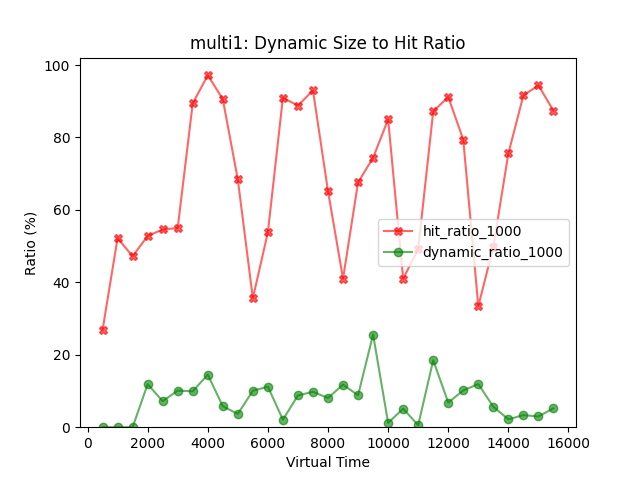 multi1: Dynamic Size to Hit Ratio
100
80
60
40
20
0
Ratio (%)
hit_ratio_1000
dynamic_ratio_1000
0 2000 4000 6000 8000 10000 12000 14000 16000
Virtual Time